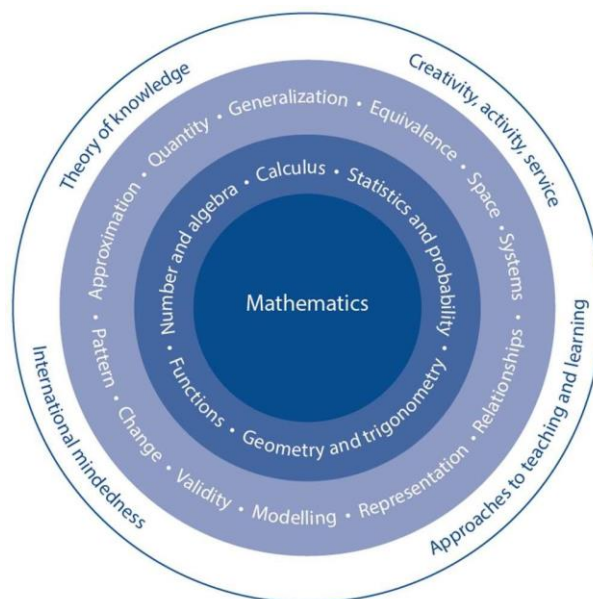 Theory of knowledge
Creativity, activity, service
Approaches to teaching and learning
International mindedness
Approximation • Quantity • Generalization • Equivalence • Space • Systems •
Relationships • Representation • Modelling • Validity • Change • Pattern •
Number and algebra • Calculus • Statistics and probability •
Geometry and trigonometry • Functions •
Mathematics